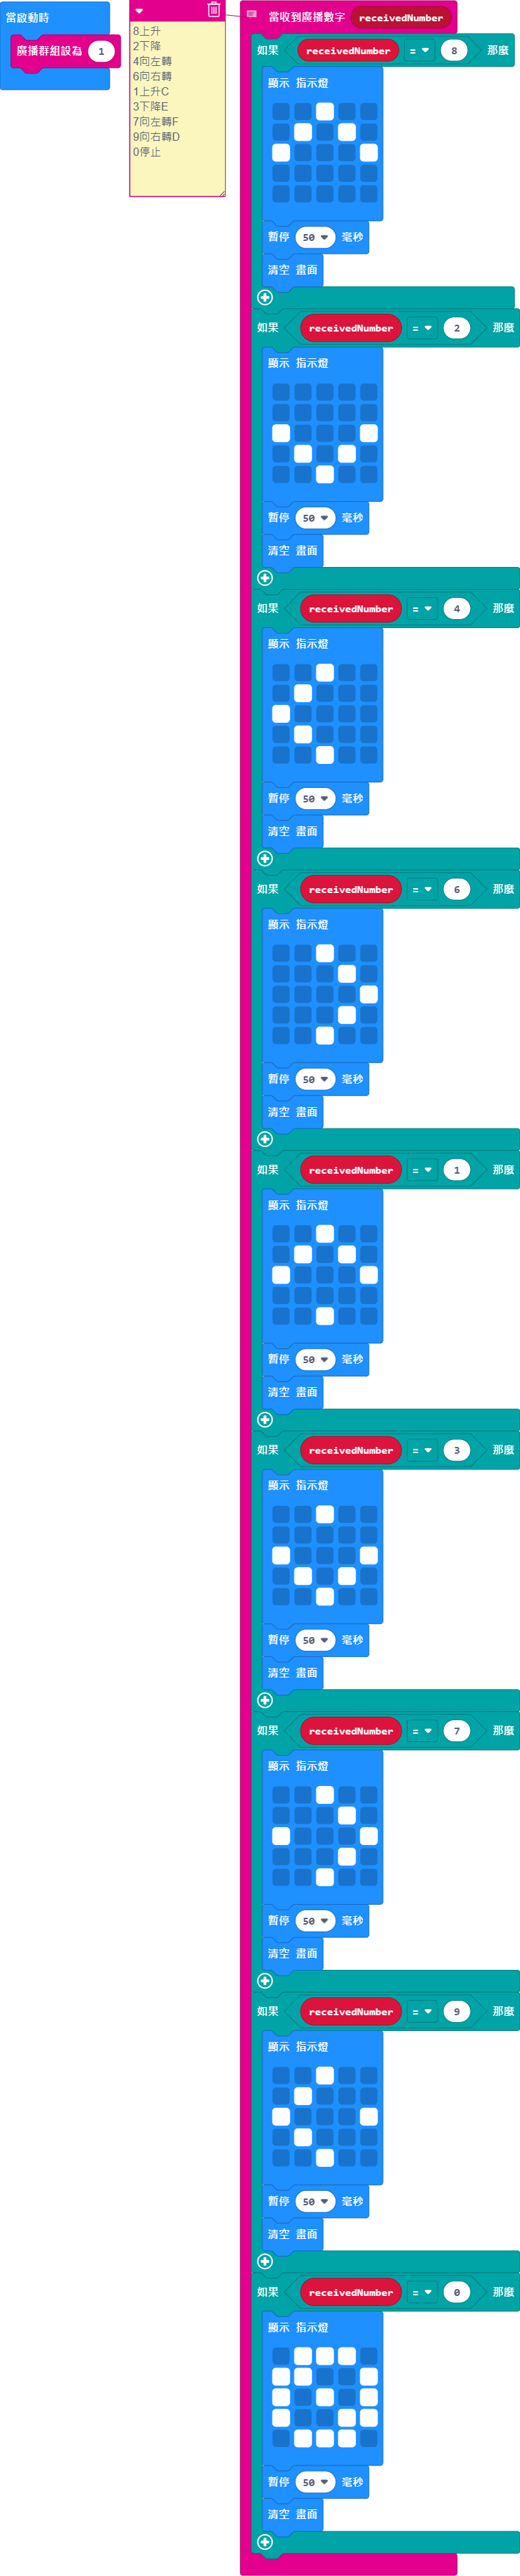 當啟動時
廣播群組設為 1
8上升
2下降
4向左轉
6向右轉
1上升C
3下降E
7向左轉F
9向右轉D
0停止
當收到廣播數字 receivedNumber
如果 receivedNumber = 8 那麼
顯示 指示燈
暫停 50 毫秒
清空 畫面
如果 receivedNumber = 2 那麼
顯示 指示燈
暫停 50 毫秒
清空 畫面
如果 receivedNumber = 4 那麼
顯示 指示燈
暫停 50 毫秒
清空 畫面
如果 receivedNumber = 6 那麼
顯示 指示燈
暫停 50 毫秒
清空 畫面
如果 receivedNumber = 1 那麼
顯示 指示燈
暫停 50 毫秒
清空 畫面
如果 receivedNumber = 3 那麼
顯示 指示燈
暫停 50 毫秒
清空 畫面
如果 receivedNumber = 7 那麼
顯示 指示燈
暫停 50 毫秒
清空 畫面
如果 receivedNumber = 9 那麼
顯示 指示燈
暫停 50 毫秒
清空 畫面
如果 receivedNumber = 0 那麼
顯示 指示燈
暫停 50 毫秒
清空 畫面